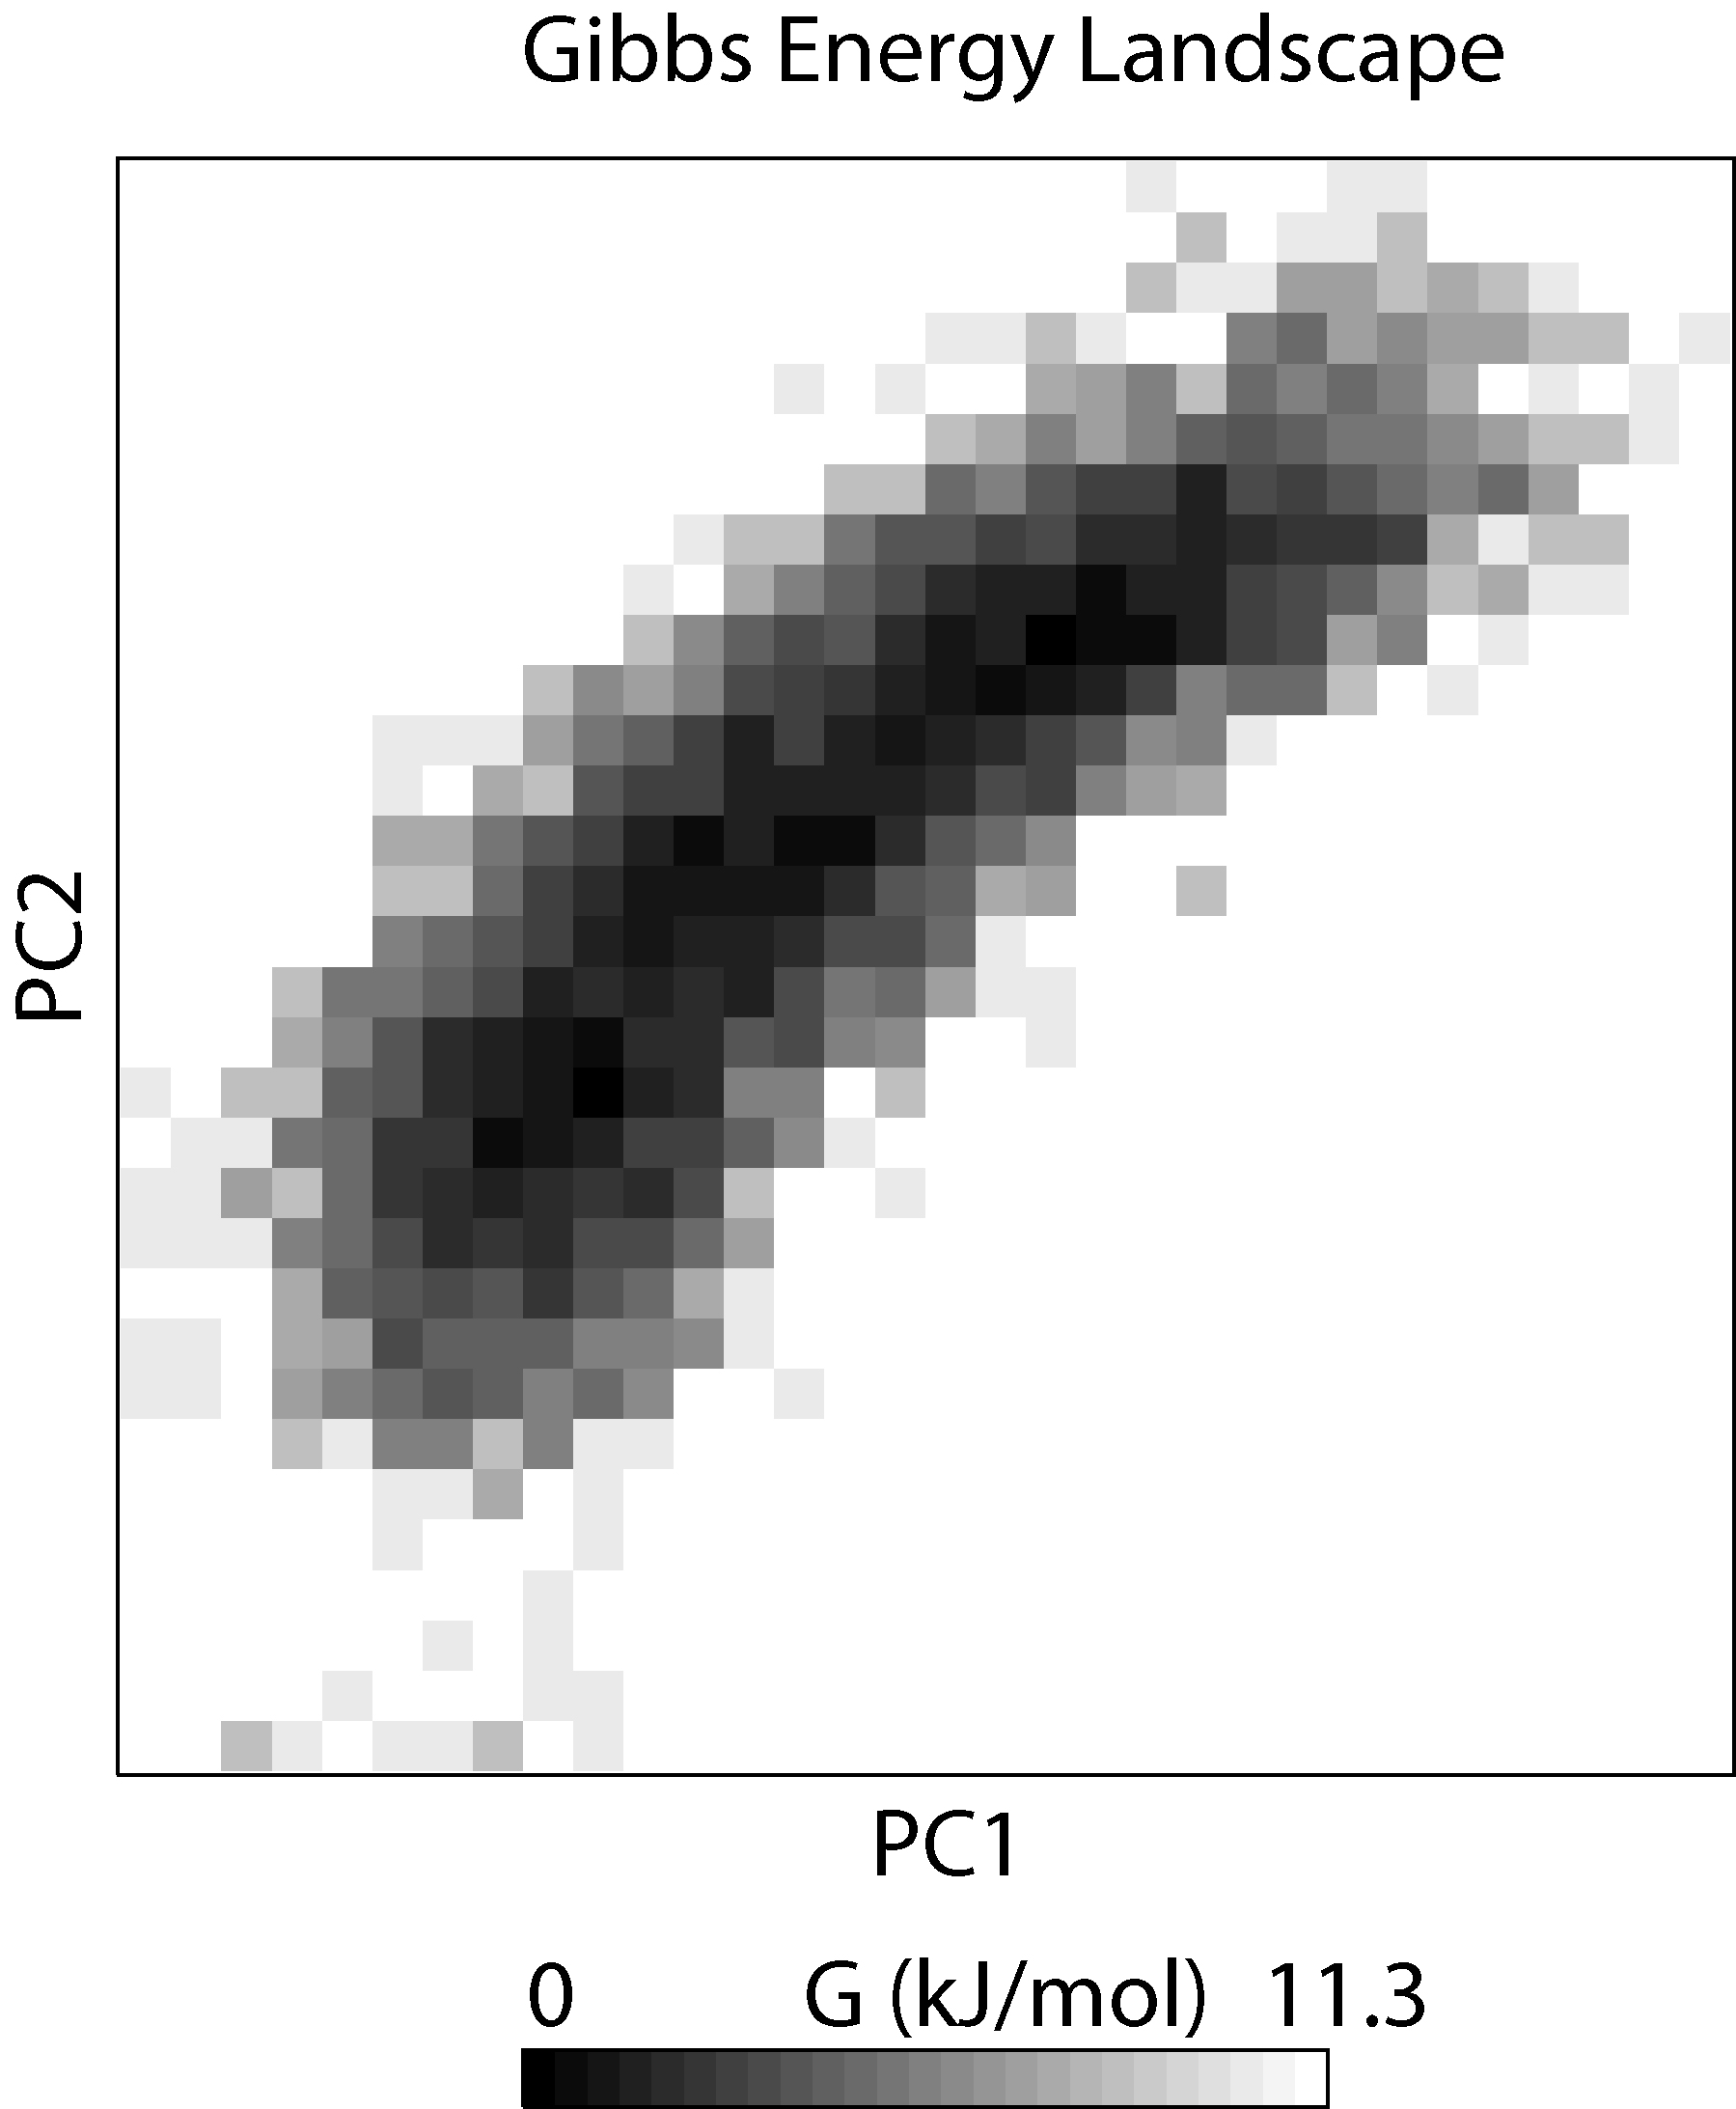 Gibbs Energy Landscape
PC2
PC1
0 G (kJ/mol) 11.3